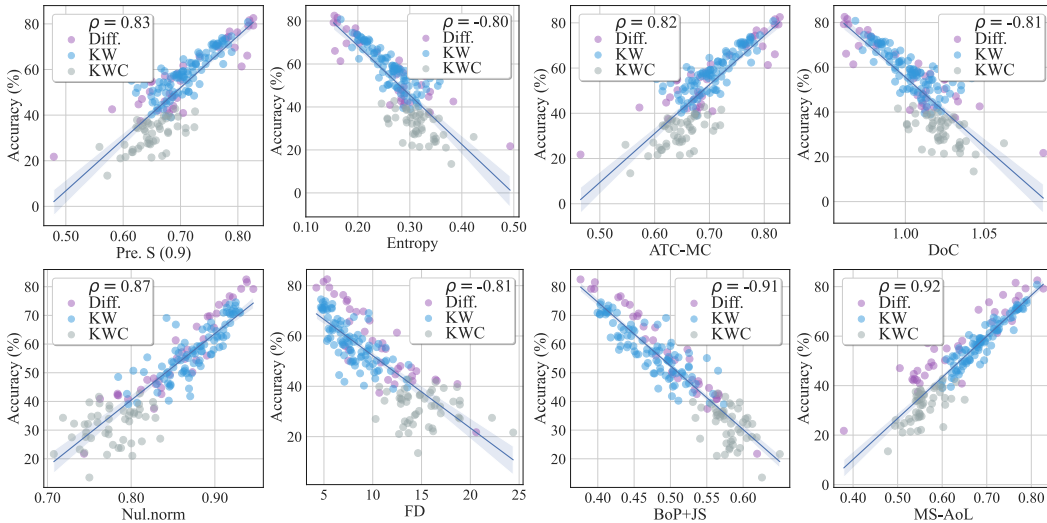 ρ = 0.83
Diff.
KW
KWC
Accuracy (%)
80
60
40
20
0
0.50 0.60 0.70 0.80
Pre. S (0.9)
ρ = -0.80
Diff.
KW
KWC
Accuracy (%)
80
60
40
20
0
0.10 0.20 0.30 0.40 0.50
Entropy
ρ = 0.82
Diff.
KW
KWC
Accuracy (%)
80
60
40
20
0
0.50 0.60 0.70 0.80
ATC-MC
ρ = -0.81
Diff.
KW
KWC
Accuracy (%)
80
60
40
20
0
1.00 1.05
DoC
ρ = 0.87
Diff.
KW
KWC
Accuracy (%)
80
70
60
50
40
30
20
0.70 0.80 0.90
Nul.norm
ρ = -0.81
Diff.
KW
KWC
Accuracy (%)
80
60
40
20
5 10 15 20 25
FD
ρ = -0.91
Diff.
KW
KWC
Accuracy (%)
80
70
60
50
40
30
20
0.40 0.45 0.50 0.55 0.60
BoP+JS
ρ = 0.92
Diff.
KW
KWC
Accuracy (%)
80
60
40
20
0
0.40 0.50 0.60 0.70 0.80
MS-AoL